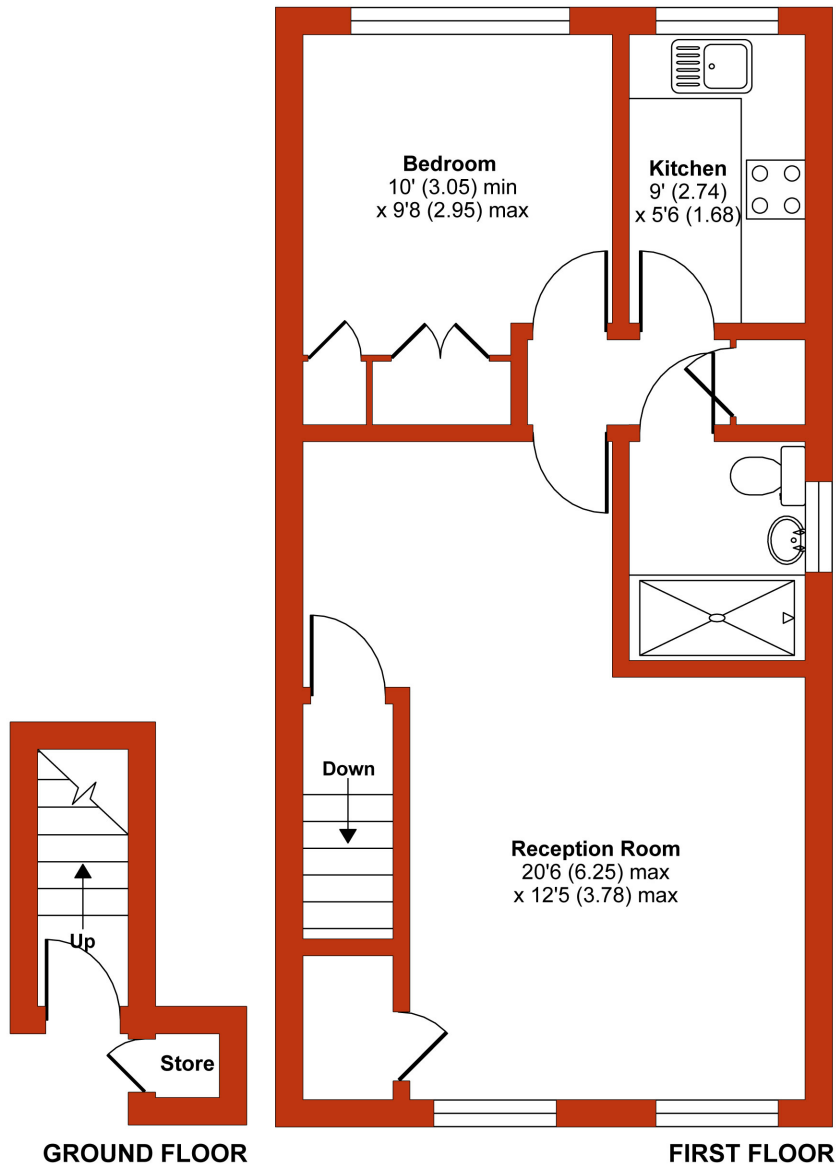 Bedroom
10' (3.05) min
x 9'8 (2.95) max
Kitchen
9' (2.74)
x 5'6 (1.68)
Down
Reception Room
20'6 (6.25) max
x 12'5 (3.78) max
Up
Store
GROUND FLOOR
FIRST FLOOR